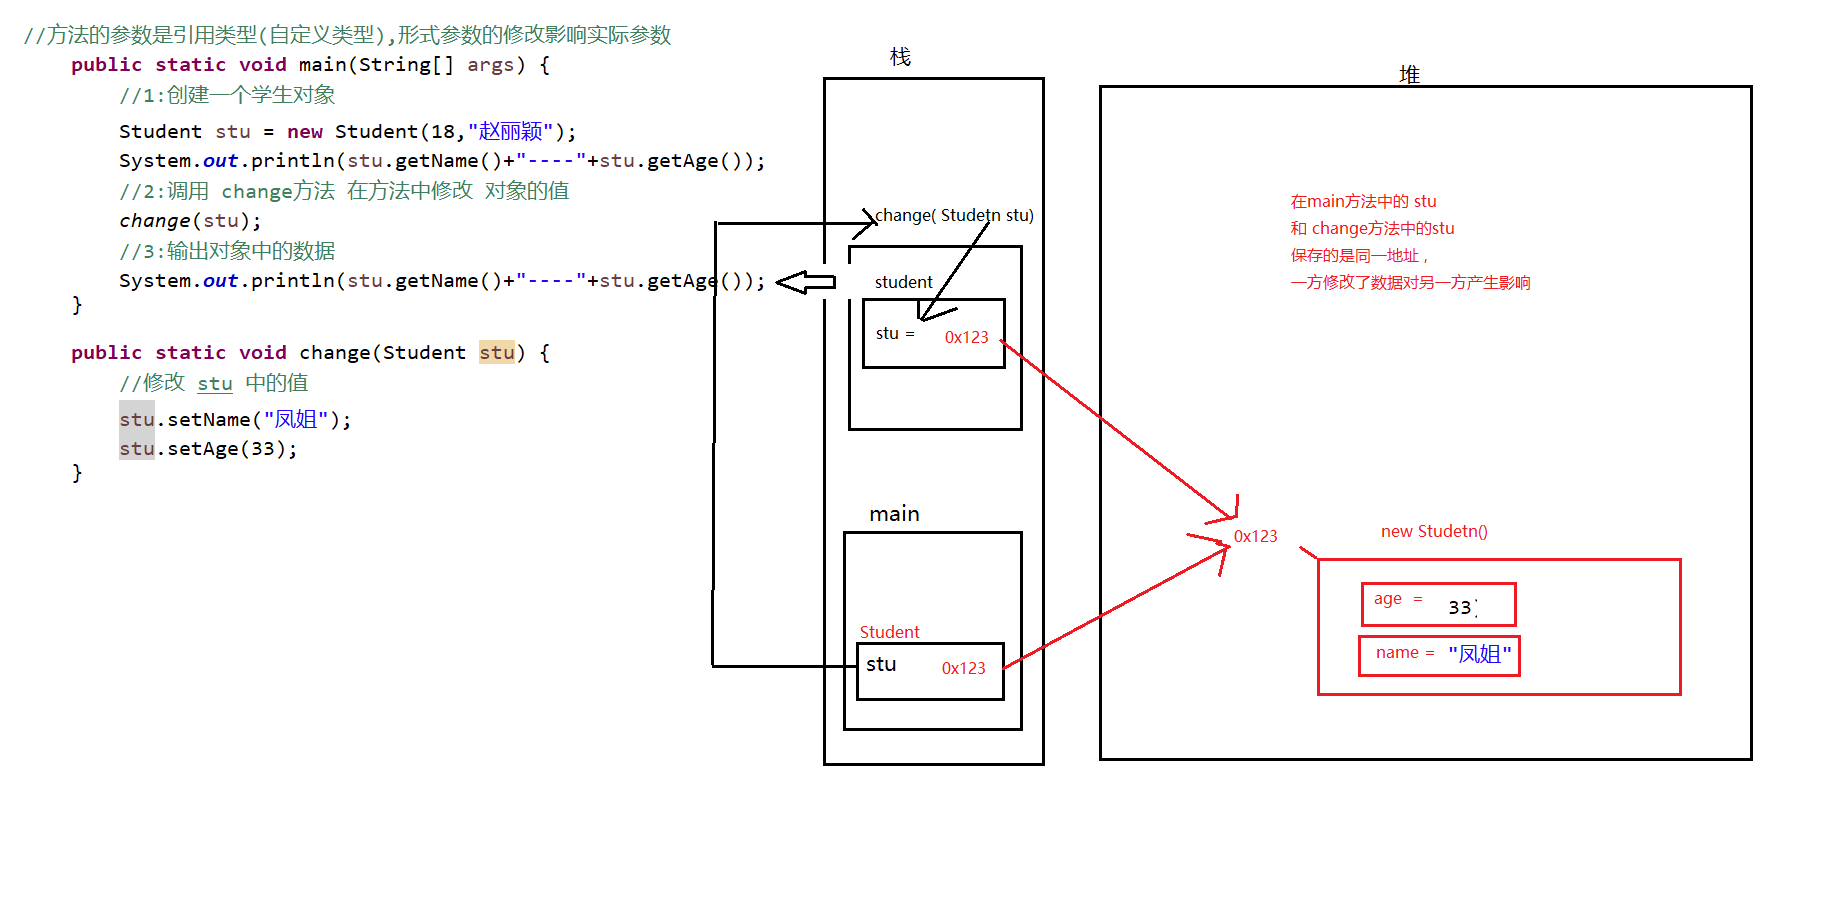 //方法的参数是引用类型(自定义类型),形式参数的修改影响实际参数
public static void main(String[] args) {
//1:创建一个学生对象
Student stu = new Student(18,"赵丽颖");
System.out.println(stu.getName()+"----"+stu.getAge());
//2:调用 change方法 在方法中修改 对象的值
change(stu);
//3:输出对象中的数据
System.out.println(stu.getName()+"----"+stu.getAge());
}
public static void change(Student stu) {
//修改 stu 中的值
stu.setName("凤姐");
stu.setAge(33);
}
栈
change( Studetn stu)
student
stu =
0x123
main
Student
stu
0x123
堆
在main方法中的 stu
和 change方法中的stu
保存的是同一地址，
一方修改了数据对另一方产生影响
0x123
new Studetn()
age =
33)
name =
"凤姐"